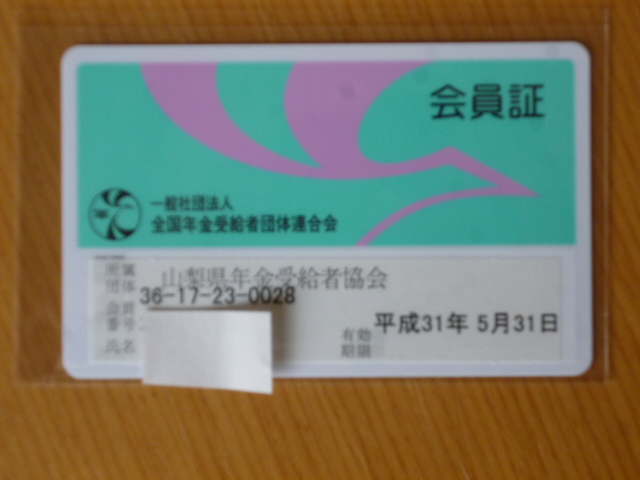 会員証
一般社団法人
全国年金受給者団体連合会
所属
団体
山梨県年金受給者協会
36-17-23-0028
会員
番号
氏名
有効
期限
平成31年 5月31日